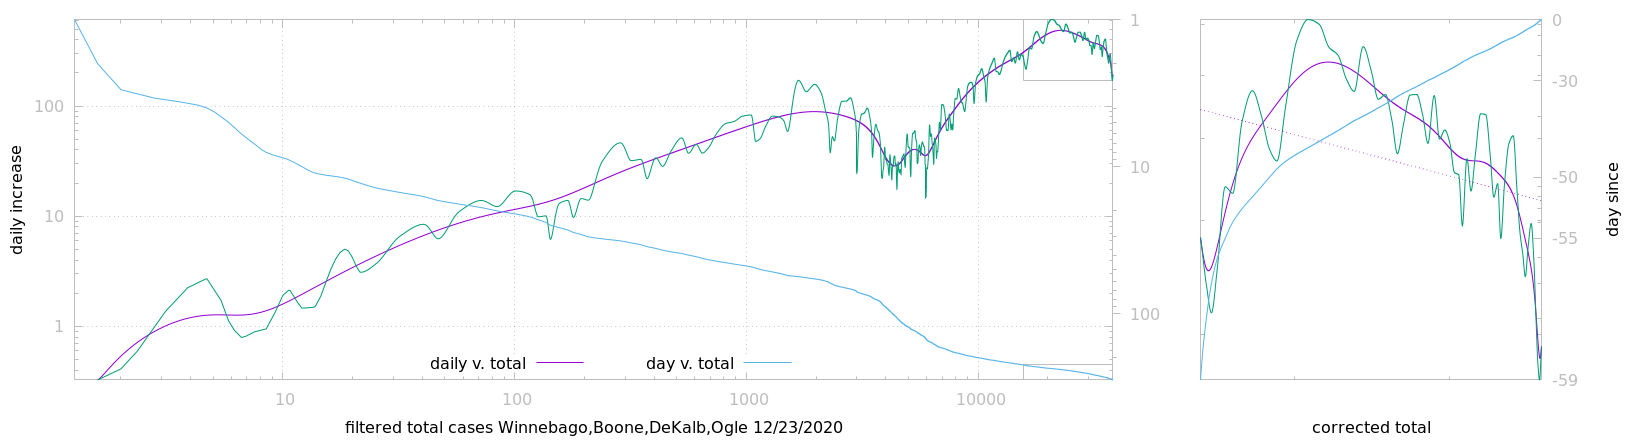 daily increase
100
10
1
daily v. total
day v. total
10
100
1000
10000
filtered total cases Winnebago,Boone,DeKalb,Ogle 12/23/2020
1
10
100
0
-30
-50
-55
-59
day since
corrected total